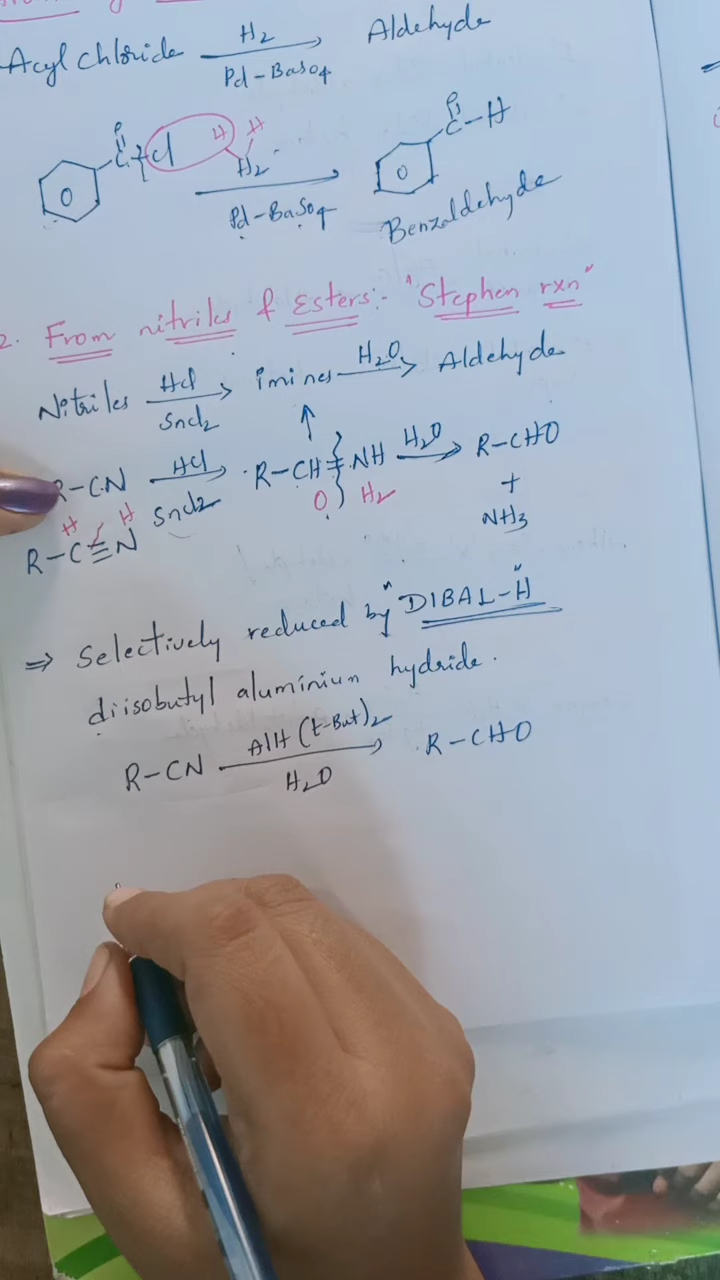 Acyl chloride H2 Pd-BaSO4 Aldehyde
O C Cl H H H2 Pd-BaSO4 O C-H
Benzaldehyde
2. From nitriles & Esters:- "Stephen rxn"
Nitriles HCl SnCl2 imines H2O Aldehyde
R-CN HCl SnCl2 R-CH=NH H2O R-CHO
O H2 +
NH3
H H
R-C≡N
⇒ Selectively reduced by "DIBAL-H"
diisobutyl aluminium hydride.
R-CN AlH(t-But)2 H2O R-CHO